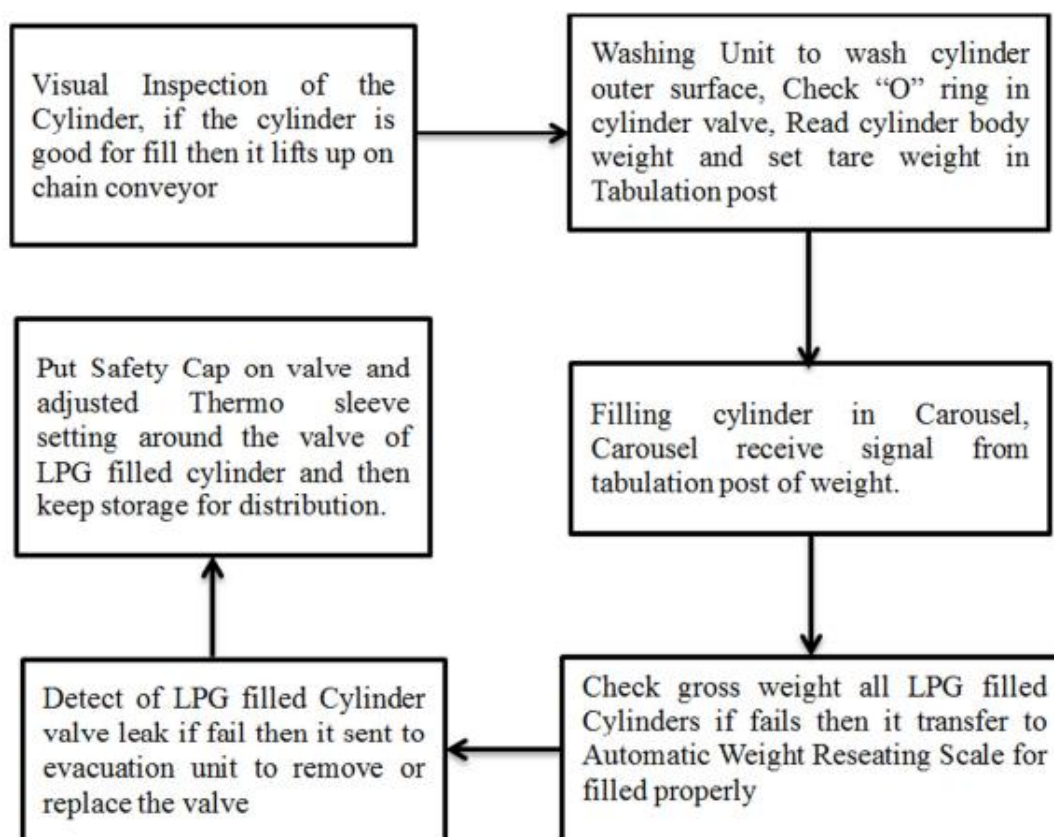 Visual Inspection of the
Cylinder, if the cylinder is
good for fill then it lifts up on
chain conveyor
Washing Unit to wash cylinder
outer surface, Check “O” ring in
cylinder valve, Read cylinder body
weight and set tare weight in
Tabulation post
Filling cylinder in Carousel,
Carousel receive signal from
tabulation post of weight.
Check gross weight all LPG filled
Cylinders if fails then it transfer to
Automatic Weight Reseating Scale for
filled properly
Detect of LPG filled Cylinder
valve leak if fail then it sent to
evacuation unit to remove or
replace the valve
Put Safety Cap on valve and
adjusted Thermo sleeve
setting around the valve of
LPG filled cylinder and then
keep storage for distribution.